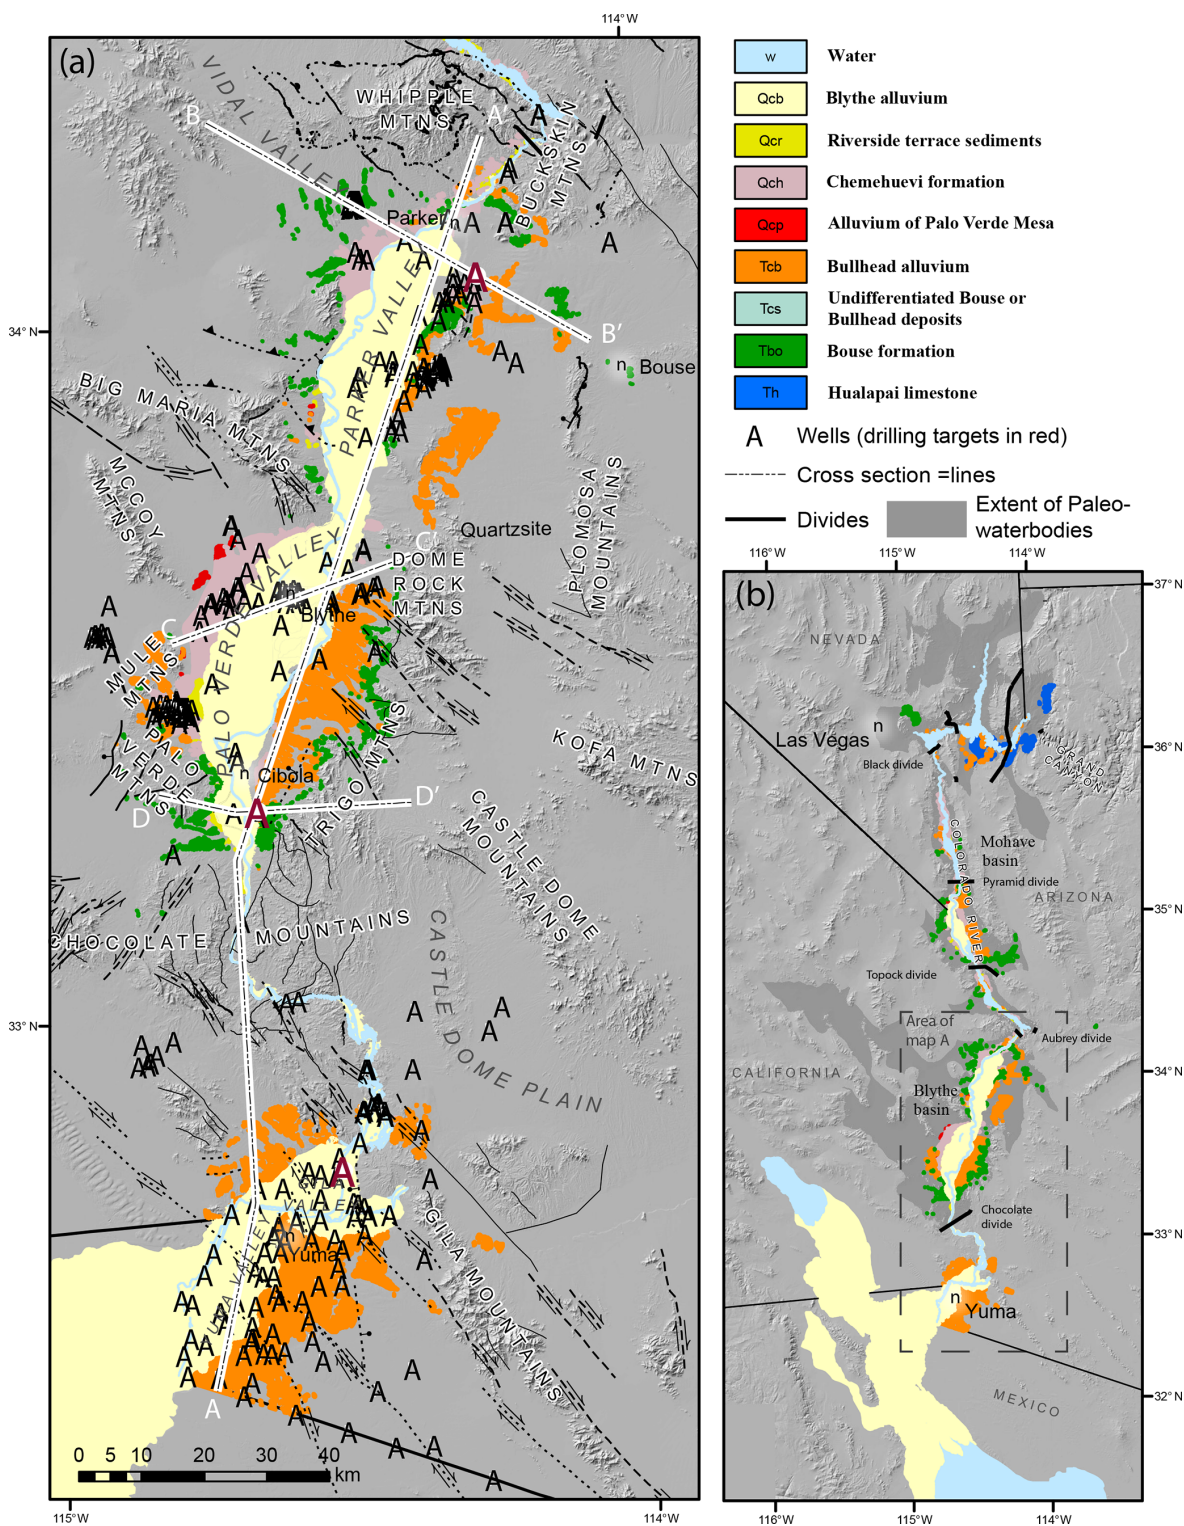 114°W
(a)
VIDAL VALLEY
WHIPPLE
MTNS
BUCKSKIN
MTNS
B
A
Parker
n
A
B'
34°N
PARKER VALLEY
n
Bouse
BIG MARIA MTNS
MCCOY
MTNS
PLOMOSA
MOUNTAINS
Quartzsite
C'
DOME
ROCK
MTNS
C
n
Blythe
MULE
MTNS
PALO VERDE VALLEY
PALO
VERDE
MTNS
n
Cibola
D
A
D'
TRIGO MTNS
KOFA MTNS
CASTLE DOME
MOUNTAINS
CHOCOLATE MOUNTAINS
CASTLE DOME PLAIN
33°N
A
VALLEY
n
Yuma
YUMA VALLEY
GILA MOUNTAINS
A
0 5 10 20 30 40
km
115°W
114°W
w
Water
Qcb
Blythe alluvium
Qcr
Riverside terrace sediments
Qch
Chemehuevi formation
Qcp
Alluvium of Palo Verde Mesa
Tcb
Bullhead alluvium
Tcs
Undifferentiated Bouse or
Bullhead deposits
Tbo
Bouse formation
Th
Hualapai limestone
A
Wells (drilling targets in red)
Cross section =lines
Divides
Extent of Paleo-
waterbodies
116°W
115°W
114°W
(b)
37°N
NEVADA
Las Vegas
n
36°N
Black divide
GRAND
CANYON
COLORADO RIVER
Mohave
basin
Pyramid divide
ARIZONA
35°N
Topock divide
Area of
map A
Aubrey divide
CALIFORNIA
34°N
Blythe
basin
Chocolate
divide
33°N
n
Yuma
MEXICO
32°N
116°W
115°W
114°W